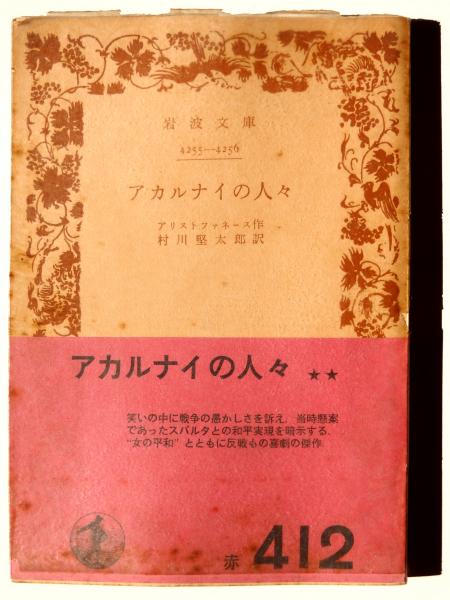 岩波文庫
4255—4256
アカルナイの人々
アリストファネース作
村川堅太郎訳
アカルナイの人々 ★★
笑いの中に戦争の愚かしさを訴え，当時懸案
であったスパルタとの和平実現を暗示する．
“女の平和”とともに反戦もの喜劇の傑作．
赤 412